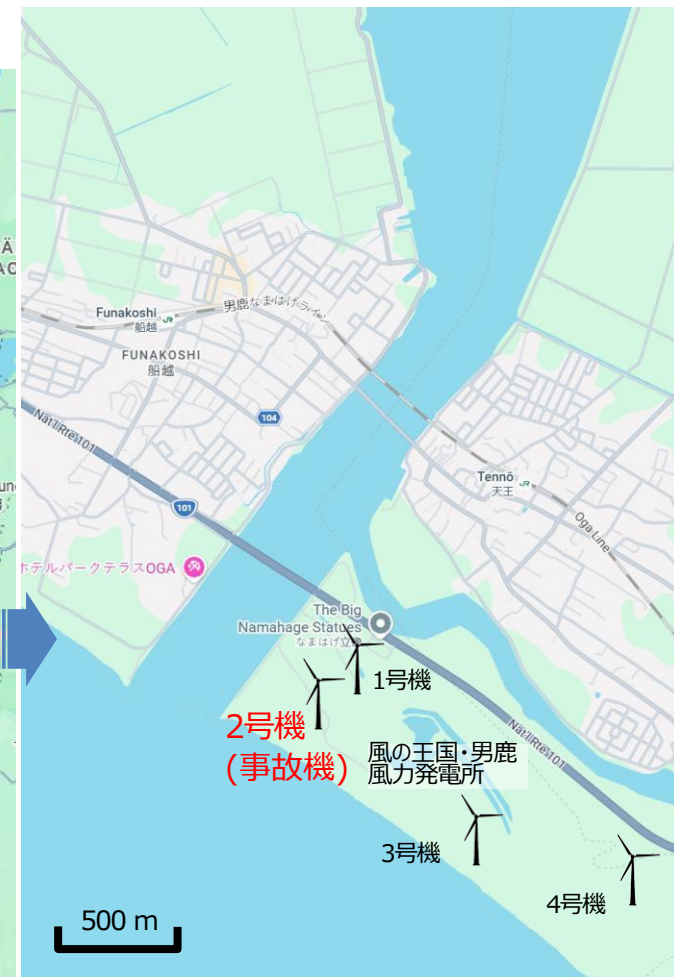 Funakoshi
船越
男鹿なまはげライン
FUNAKOSHI
船越
104
Nat'l Rte 101
101
Tennō
天王
Oga Line
ホテルパークテラスOGA
The Big
Namahage Statues
なまはげ立像
1号機
2号機
(事故機)
風の王国・男鹿
風力発電所
Nat'l Rte 101
3号機
4号機
500 m